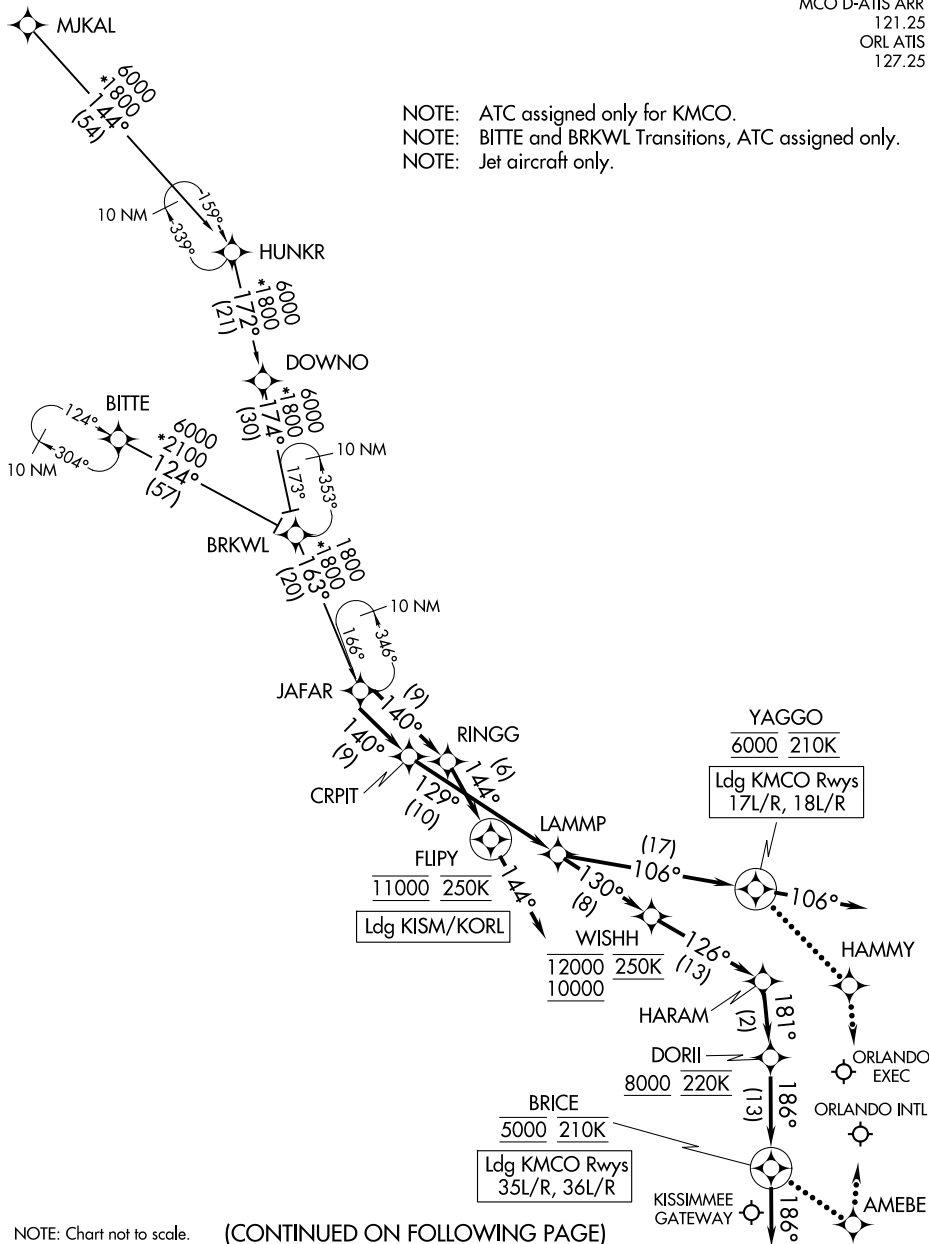 MCO D-ATIS ARR
121.25
ORL ATIS
127.25
MJKAL
6000
*1800
144°
(54)
NOTE: ATC assigned only for KMCO.
NOTE: BITTE and BRKWL Transitions, ATC assigned only.
NOTE: Jet aircraft only.
10 NM
159°
339°
HUNKR
6000
*1800
172°
(21)
DOWNO
6000
*1800
174°
(30)
BITTE
124°
304°
10 NM
6000
*2100
124°
(57)
10 NM
173°
353°
BRKWL
1800
*1800
163°
(20)
10 NM
166°
346°
JAFAR
(9)
140°
140°
(9)
RINGG
(6)
144°
CRPIT
129°
(10)
YAGGO
6000 210K
Ldg KMCO Rwys
17L/R, 18L/R
LAMMP
(17)
106°
106°
FLIPY
11000 250K
Ldg KISM/KORL
144°
130°
(8)
WISHH
12000 250K
10000
126°
(13)
HAMMY
HARAM
181°
(2)
DORII
8000 220K
186°
(13)
ORLANDO
EXEC
ORLANDO INTL
BRICE
5000 210K
Ldg KMCO Rwys
35L/R, 36L/R
KISSIMMEE
GATEWAY
186°
AMEBE
NOTE: Chart not to scale.
(CONTINUED ON FOLLOWING PAGE)